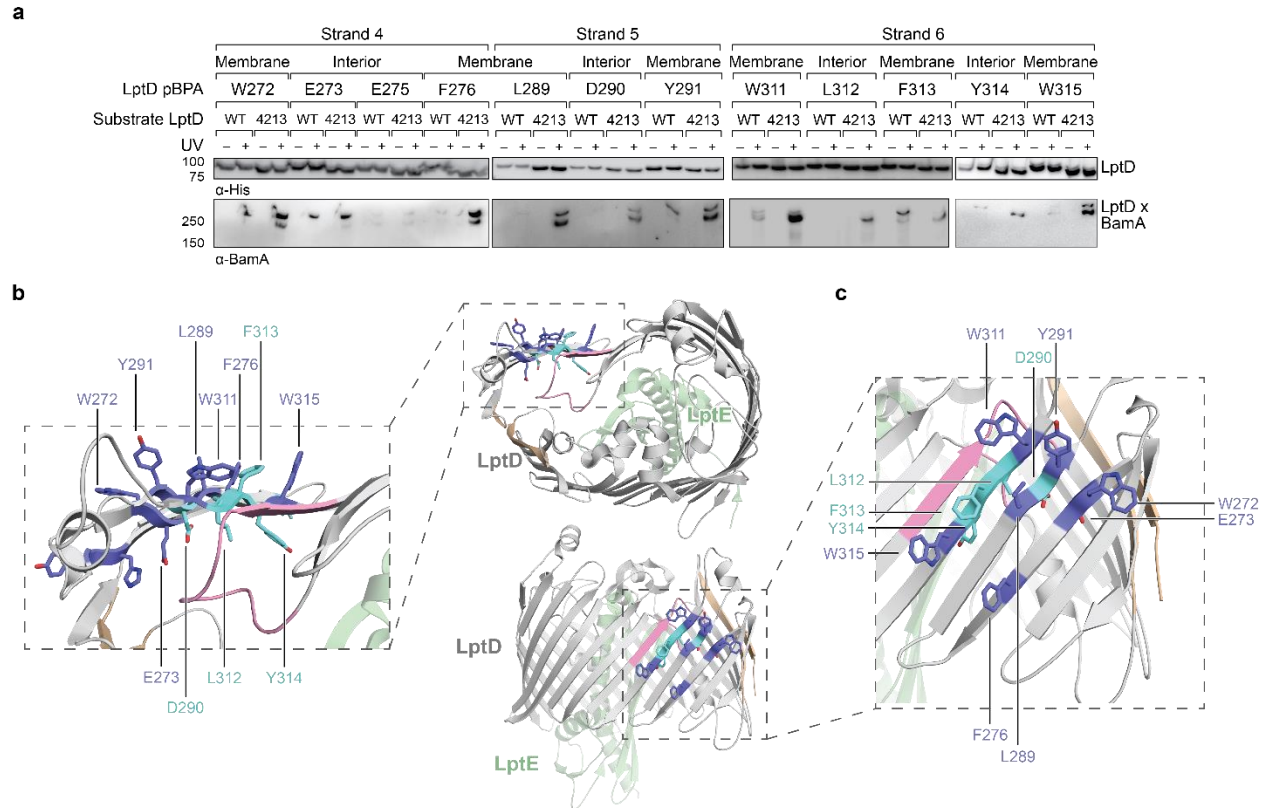 a
Strand 4 Strand 5 Strand 6
Membrane Interior Membrane Membrane Interior Membrane Membrane Interior Membrane Interior Membrane
LptD pBPA W272 E273 E275 F276 L289 D290 Y291 W311 L312 F313 Y314 W315
Substrate LptD WT 4213 WT 4213 WT 4213 WT 4213 WT 4213 WT 4213 WT 4213 WT 4213 WT 4213 WT 4213 WT 4213 WT 4213
UV – + – + – + – + – + – + – + – + – + – + – + – + – + – + – + – + – + – + – + – + – + – + – + – +
100
75
LptD
α-His
250
150
LptD x
BamA
α-BamA
b
L289 F313
Y291 F276
W272 W311 W315
E273 L312 Y314
D290
LptE
LptD
LptD
LptE
c
W311 Y291
D290
L312
F313
Y314
W315
W272
E273
F276
L289